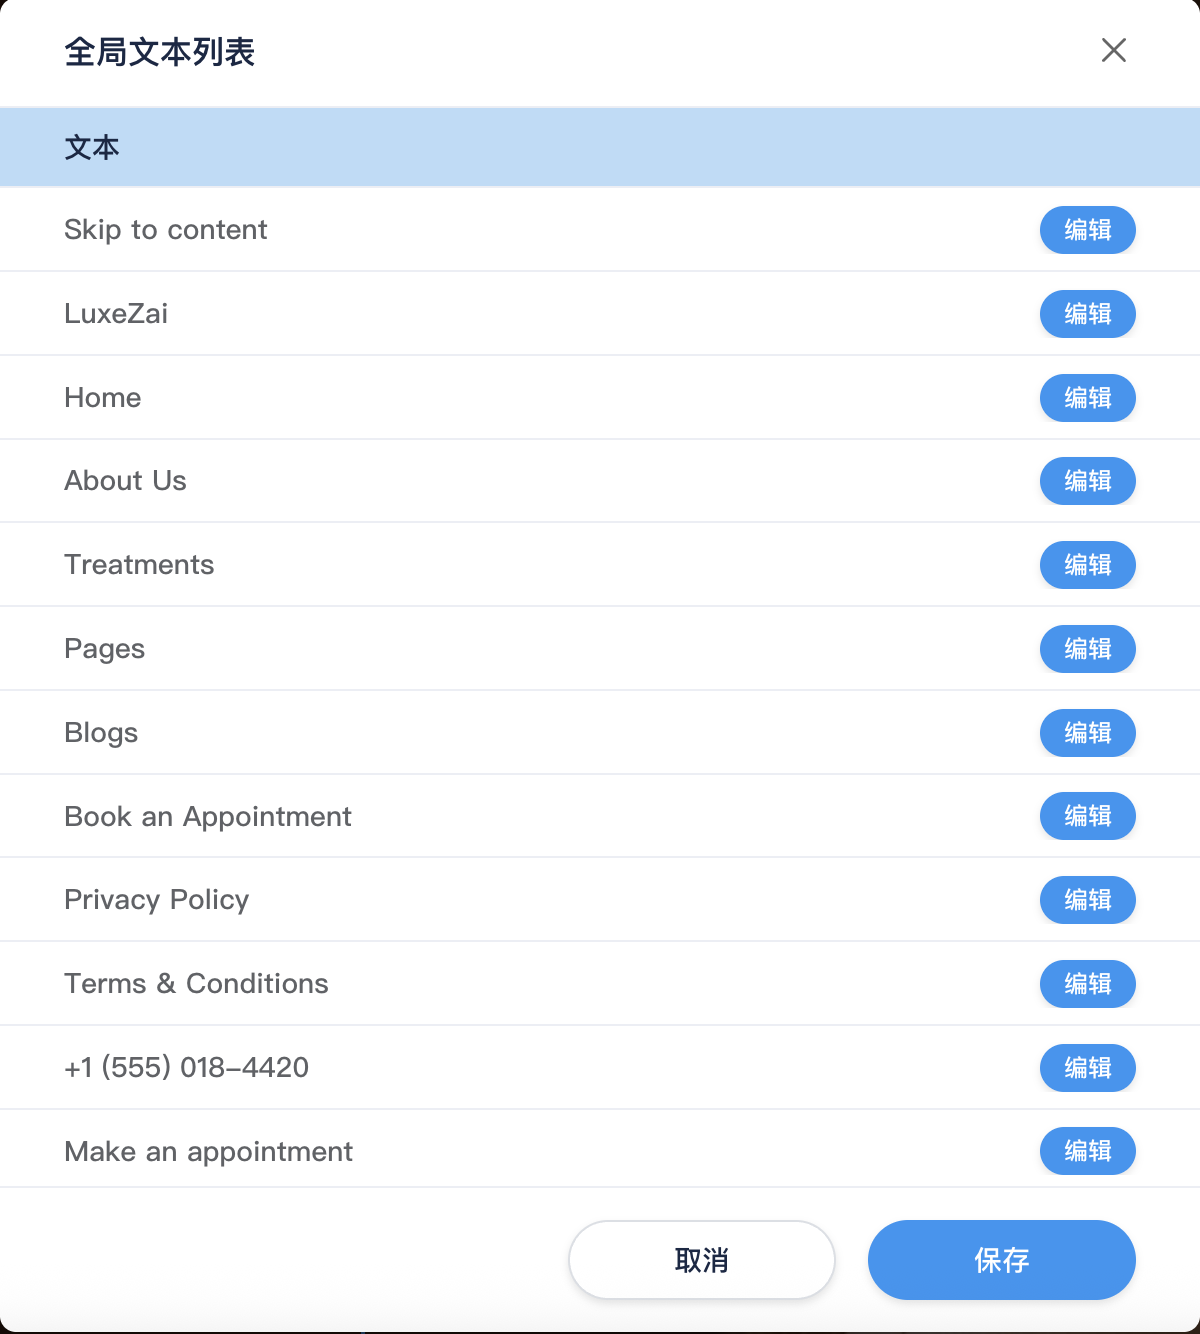 全局文本列表
文本
Skip to content
编辑
LuxeZai
编辑
Home
编辑
About Us
编辑
Treatments
编辑
Pages
编辑
Blogs
编辑
Book an Appointment
编辑
Privacy Policy
编辑
Terms & Conditions
编辑
+1 (555) 018–4420
编辑
Make an appointment
编辑
取消
保存